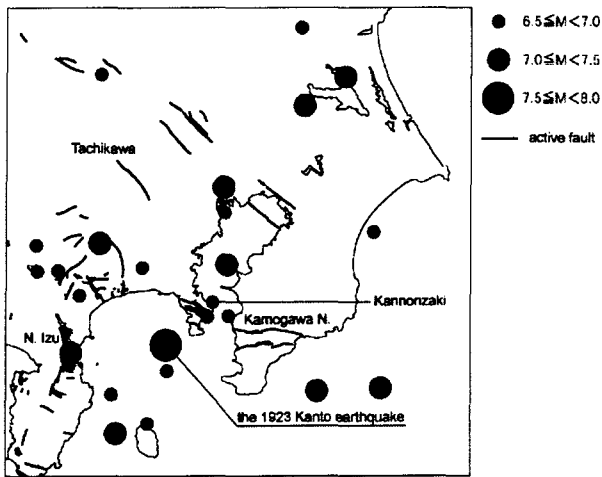 6.5≦M<7.0
7.0≦M<7.5
7.5≦M<8.0
active fault
Tachikawa
Kannonzaki
Kamogawa N.
N. Izu
the 1923 Kanto earthquake